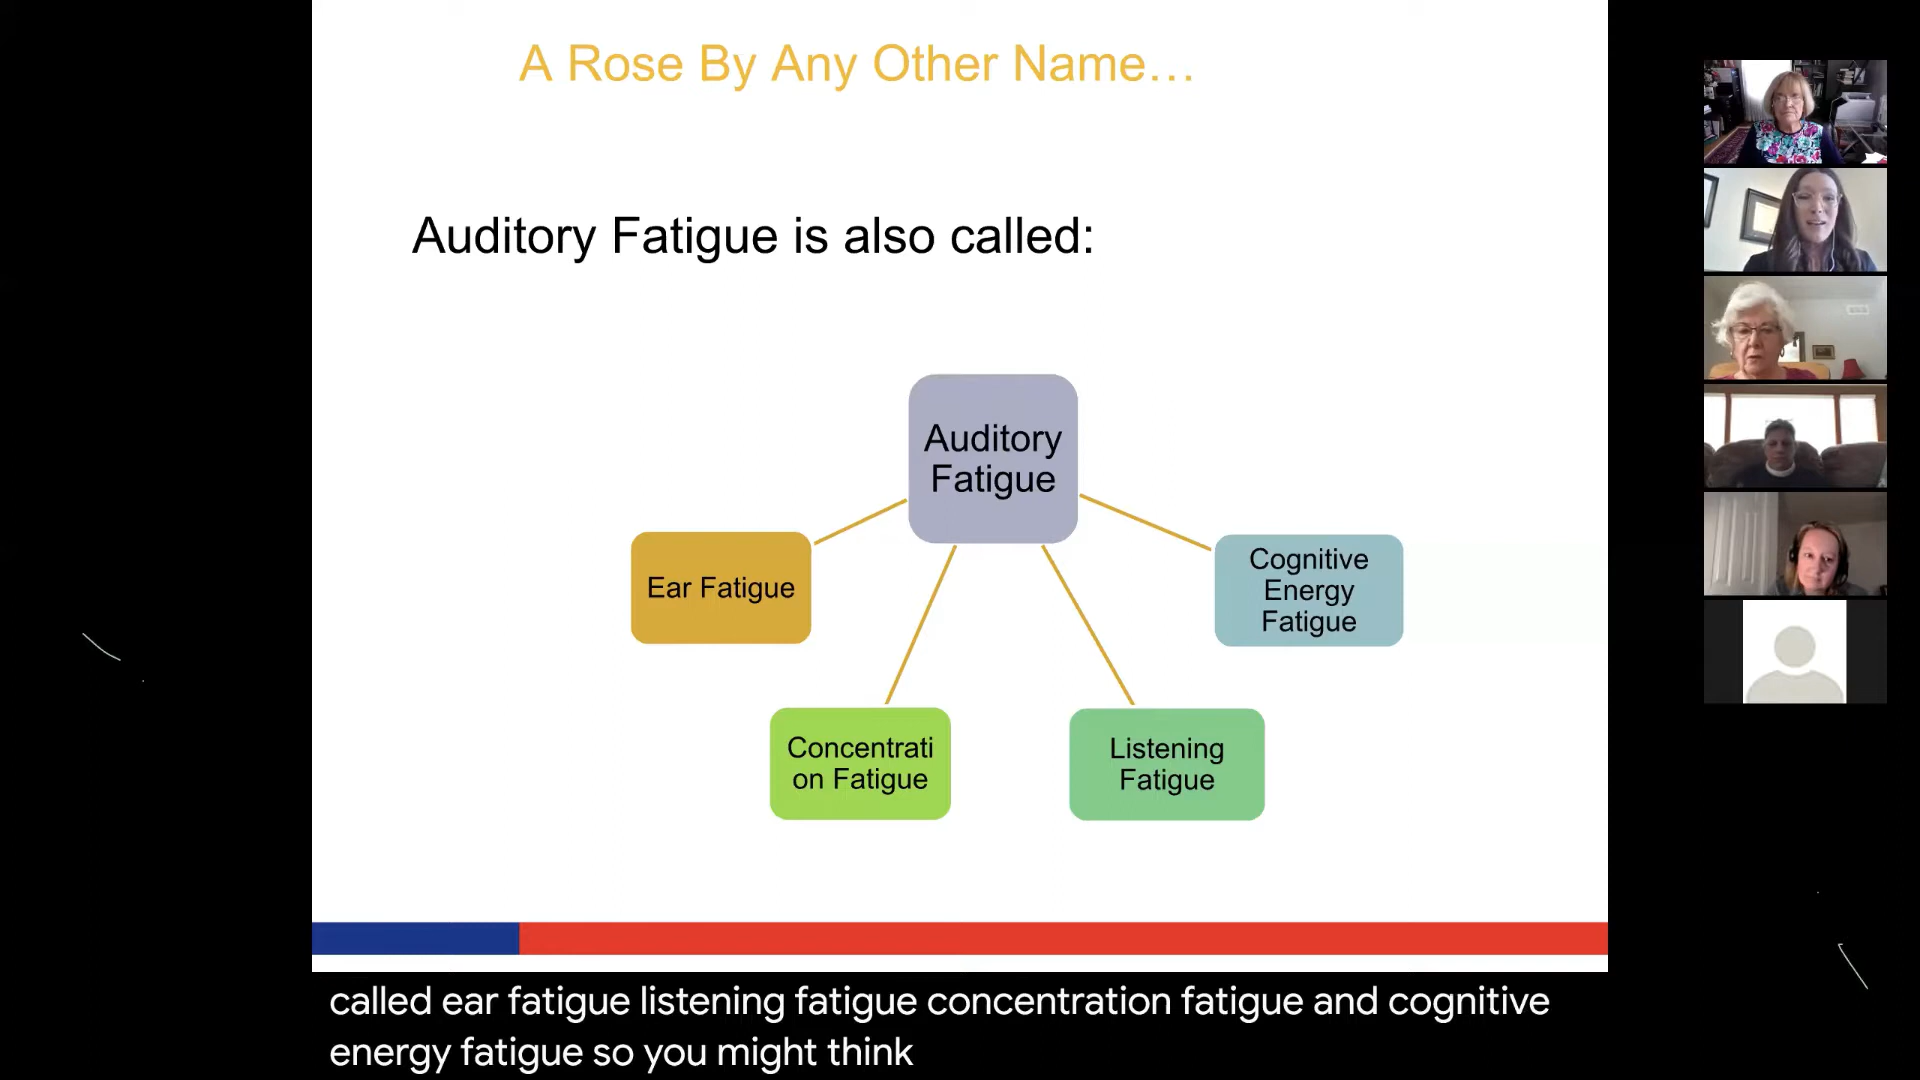 A Rose By Any Other Name…
Auditory Fatigue is also called:
Auditory
Fatigue
Ear Fatigue
Cognitive
Energy
Fatigue
Concentrati
on Fatigue
Listening
Fatigue
called ear fatigue listening fatigue concentration fatigue and cognitive
energy fatigue so you might think